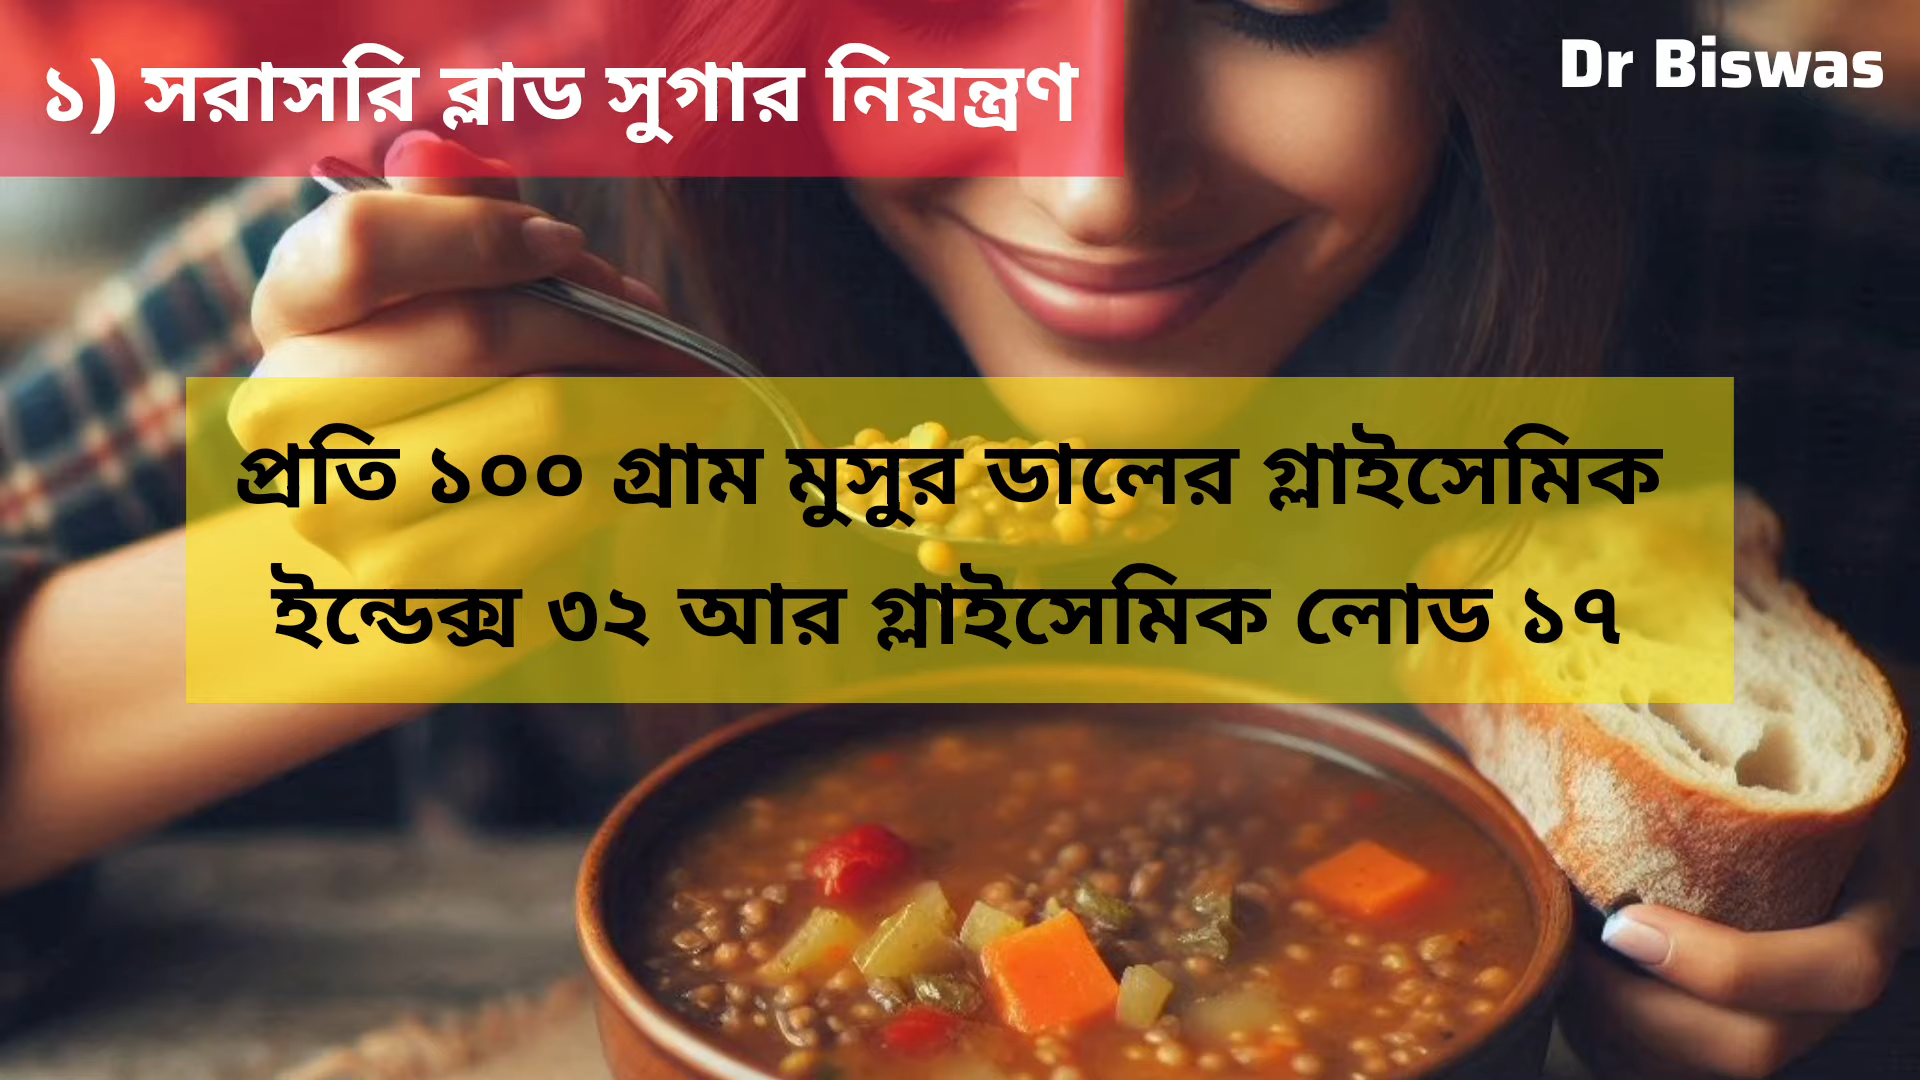 ১) সরাসরি ব্লাড সুগার নিয়ন্ত্রণ
Dr Biswas
প্রতি ১০০ গ্রাম মুসুর ডালের গ্লাইসেমিক
ইন্ডেক্স ৩২ আর গ্লাইসেমিক লোড ১৭